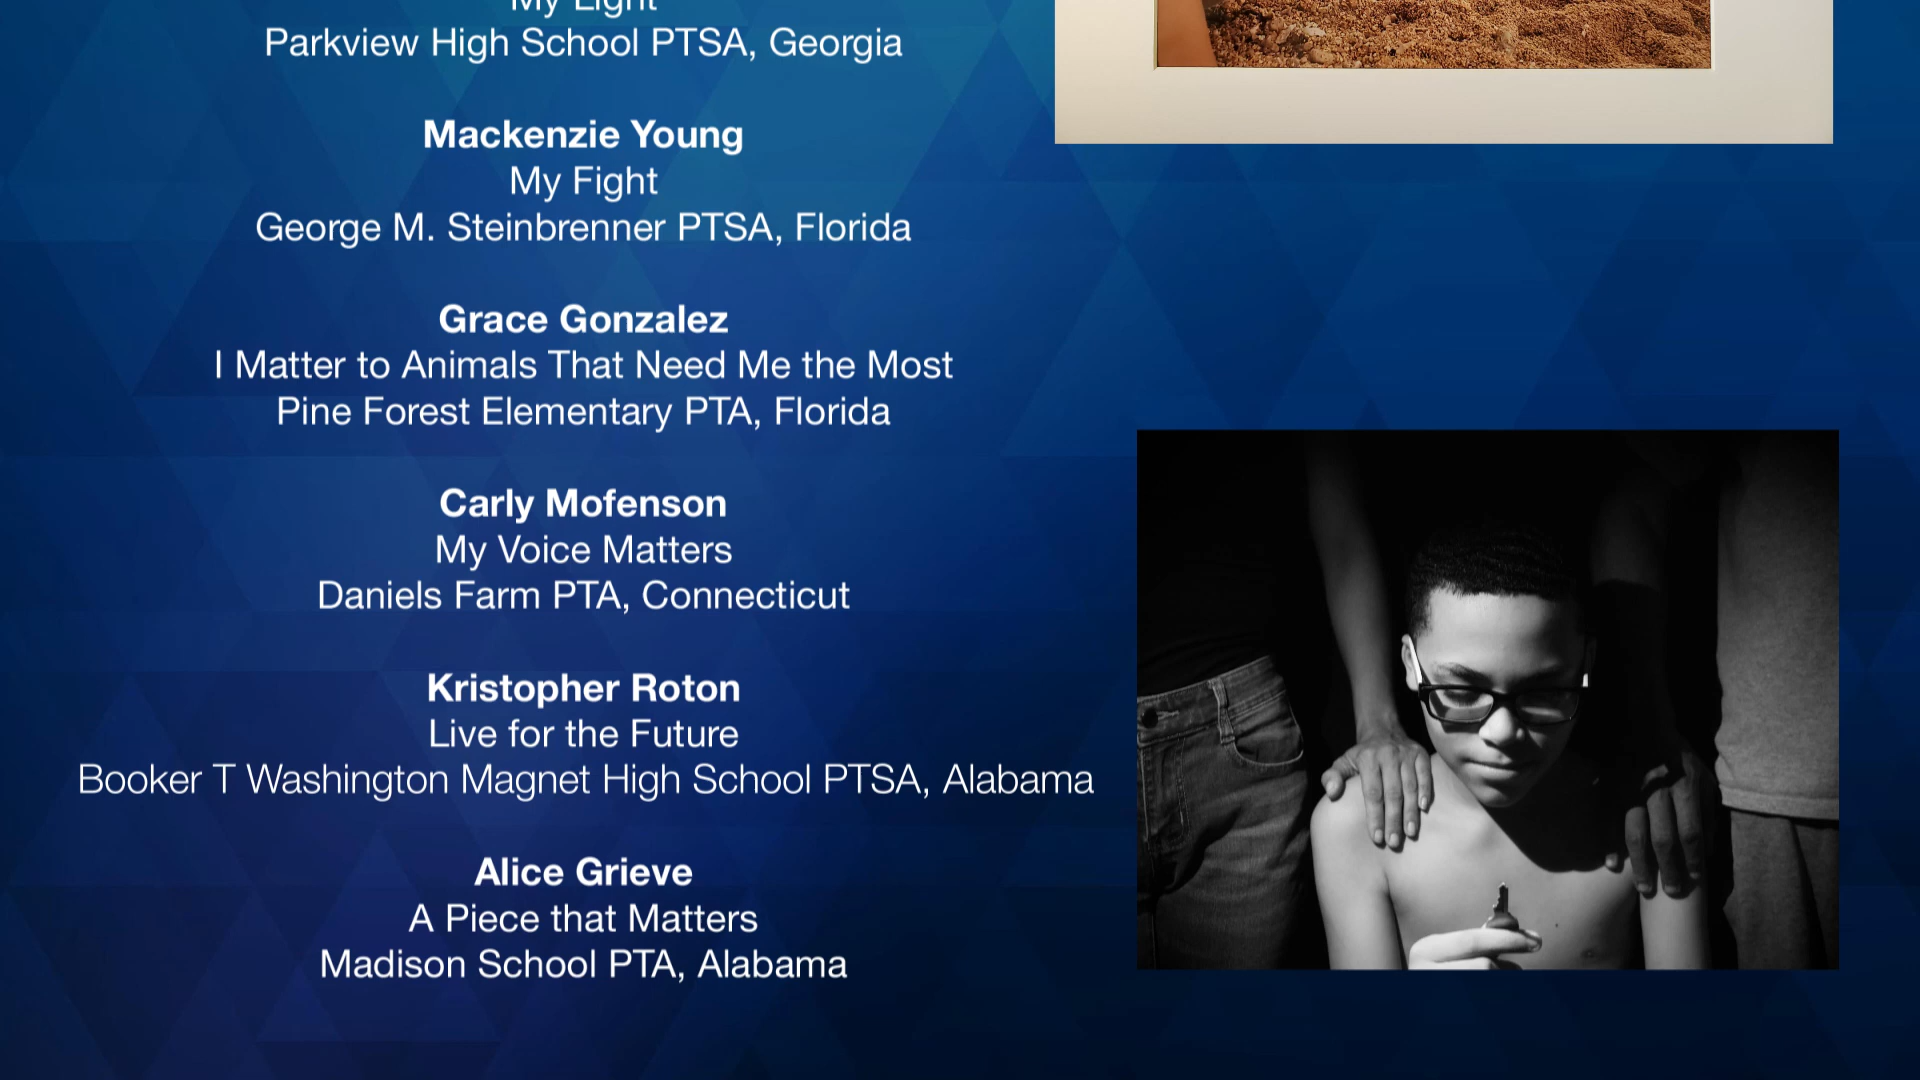 My Light
Parkview High School PTSA, Georgia
Mackenzie Young
My Fight
George M. Steinbrenner PTSA, Florida
Grace Gonzalez
I Matter to Animals That Need Me the Most
Pine Forest Elementary PTA, Florida
Carly Mofenson
My Voice Matters
Daniels Farm PTA, Connecticut
Kristopher Roton
Live for the Future
Booker T Washington Magnet High School PTSA, Alabama
Alice Grieve
A Piece that Matters
Madison School PTA, Alabama